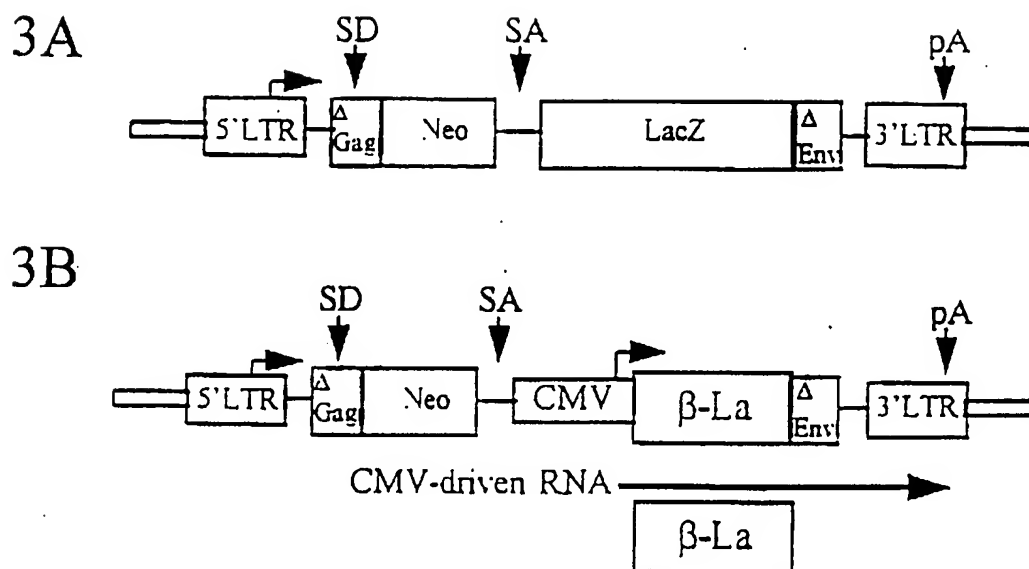 3A
SD SA pA
5'LTR Δ Gag Neo LacZ Δ Env 3'LTR
3B
SD SA pA
5'LTR Δ Gag Neo CMV β-La Δ Env 3'LTR
CMV-driven RNA
β-La